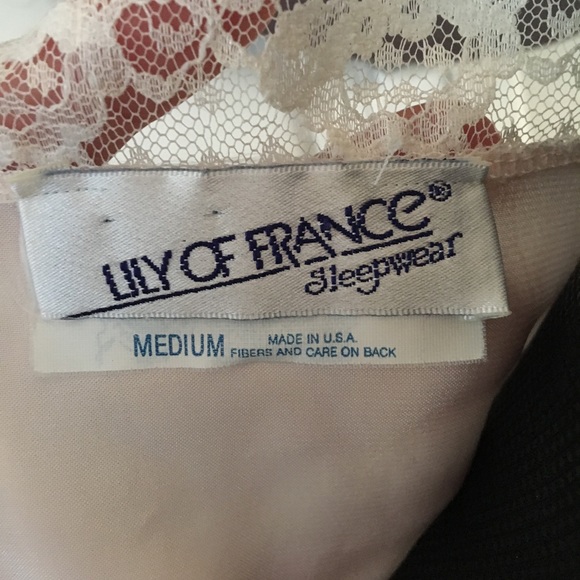 LILY OF FRANCE®
Sleepwear
MEDIUM
MADE IN U.S.A.
FIBERS AND CARE ON BACK